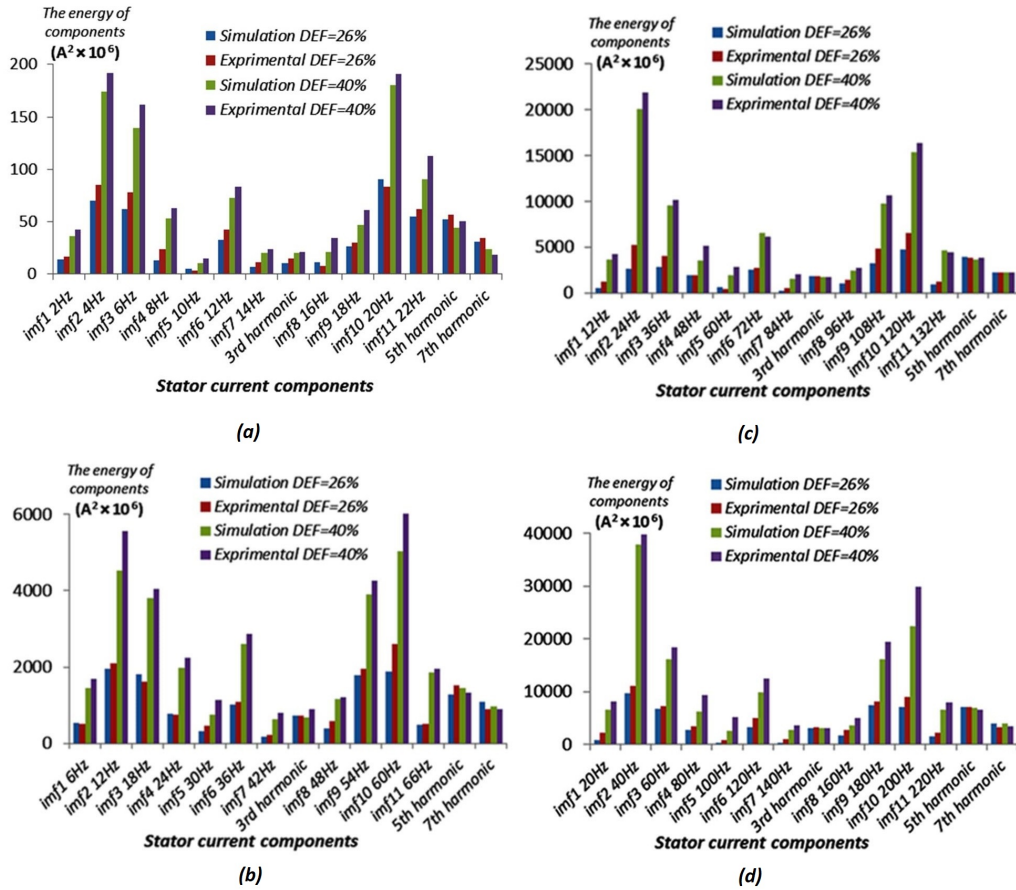 The energy of
components
(A² × 10⁶)
Simulation DEF=26%
Exprimental DEF=26%
Simulation DEF=40%
Exprimental DEF=40%
200
150
100
50
0
imf1 2Hz
imf2 4Hz
imf3 6Hz
imf4 8Hz
imf5 10Hz
imf6 12Hz
imf7 14Hz
3rd harmonic
imf8 16Hz
imf9 18Hz
imf10 20Hz
imf11 22Hz
5th harmonic
7th harmonic
Stator current components
(a)
The energy of
components
(A² × 10⁶)
Simulation DEF=26%
Exprimental DEF=26%
Simulation DEF=40%
Exprimental DEF=40%
25000
20000
15000
10000
5000
0
imf1 12Hz
imf2 24Hz
imf3 36Hz
imf4 48Hz
imf5 60Hz
imf6 72Hz
imf7 84Hz
3rd harmonic
imf8 96Hz
imf9 108Hz
imf10 120Hz
imf11 132Hz
5th harmonic
7th harmonic
Stator current components
(c)
The energy of
components
(A² × 10⁶)
Simulation DEF=26%
Exprimental DEF=26%
Simulation DEF=40%
Exprimental DEF=40%
6000
4000
2000
0
imf1 6Hz
imf2 12Hz
imf3 18Hz
imf4 24Hz
imf5 30Hz
imf6 36Hz
imf7 42Hz
3rd harmonic
imf8 48Hz
imf9 54Hz
imf10 60Hz
imf11 66Hz
5th harmonic
7th harmonic
Stator current components
(b)
The energy of
components
(A² × 10⁶)
Simulation DEF=26%
Exprimental DEF=26%
Simulation DEF=40%
Exprimental DEF=40%
40000
30000
20000
10000
0
imf1 20Hz
imf2 40Hz
imf3 60Hz
imf4 80Hz
imf5 100Hz
imf6 120Hz
imf7 140Hz
3rd harmonic
imf8 160Hz
imf9 180Hz
imf10 200Hz
imf11 220Hz
5th harmonic
7th harmonic
Stator current components
(d)